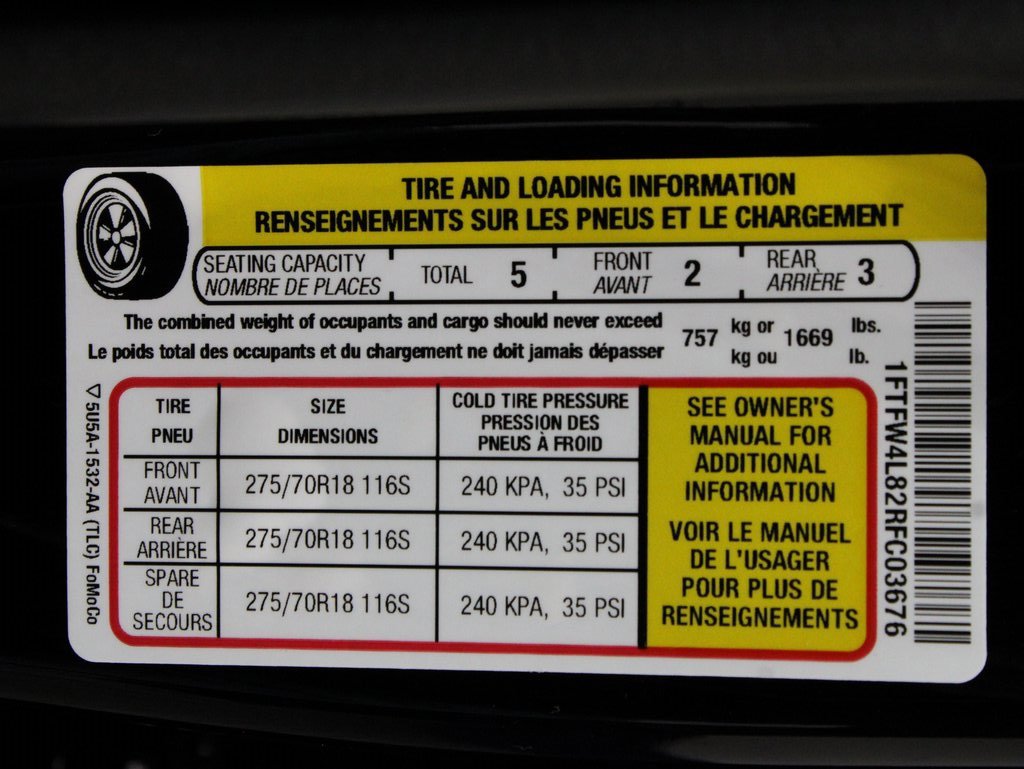 TIRE AND LOADING INFORMATION
RENSEIGNEMENTS SUR LES PNEUS ET LE CHARGEMENT
SEATING CAPACITY
NOMBRE DE PLACES
TOTAL 5
FRONT
AVANT
2
REAR
ARRIÈRE
3
The combined weight of occupants and cargo should never exceed
Le poids total des occupants et du chargement ne doit jamais dépasser
757
kg or
kg ou
1669
lbs.
lb.
TIRE
PNEU
SIZE
DIMENSIONS
COLD TIRE PRESSURE
PRESSION DES
PNEUS À FROID
FRONT
AVANT
275/70R18 116S
240 KPA, 35 PSI
REAR
ARRIÈRE
275/70R18 116S
240 KPA, 35 PSI
SPARE
DE
SECOURS
275/70R18 116S
240 KPA, 35 PSI
SEE OWNER'S
MANUAL FOR
ADDITIONAL
INFORMATION
VOIR LE MANUEL
DE L'USAGER
POUR PLUS DE
RENSEIGNEMENTS
5U5A-1532-AA (TLC) FoMoCo
1FTFW4L82RFC03676